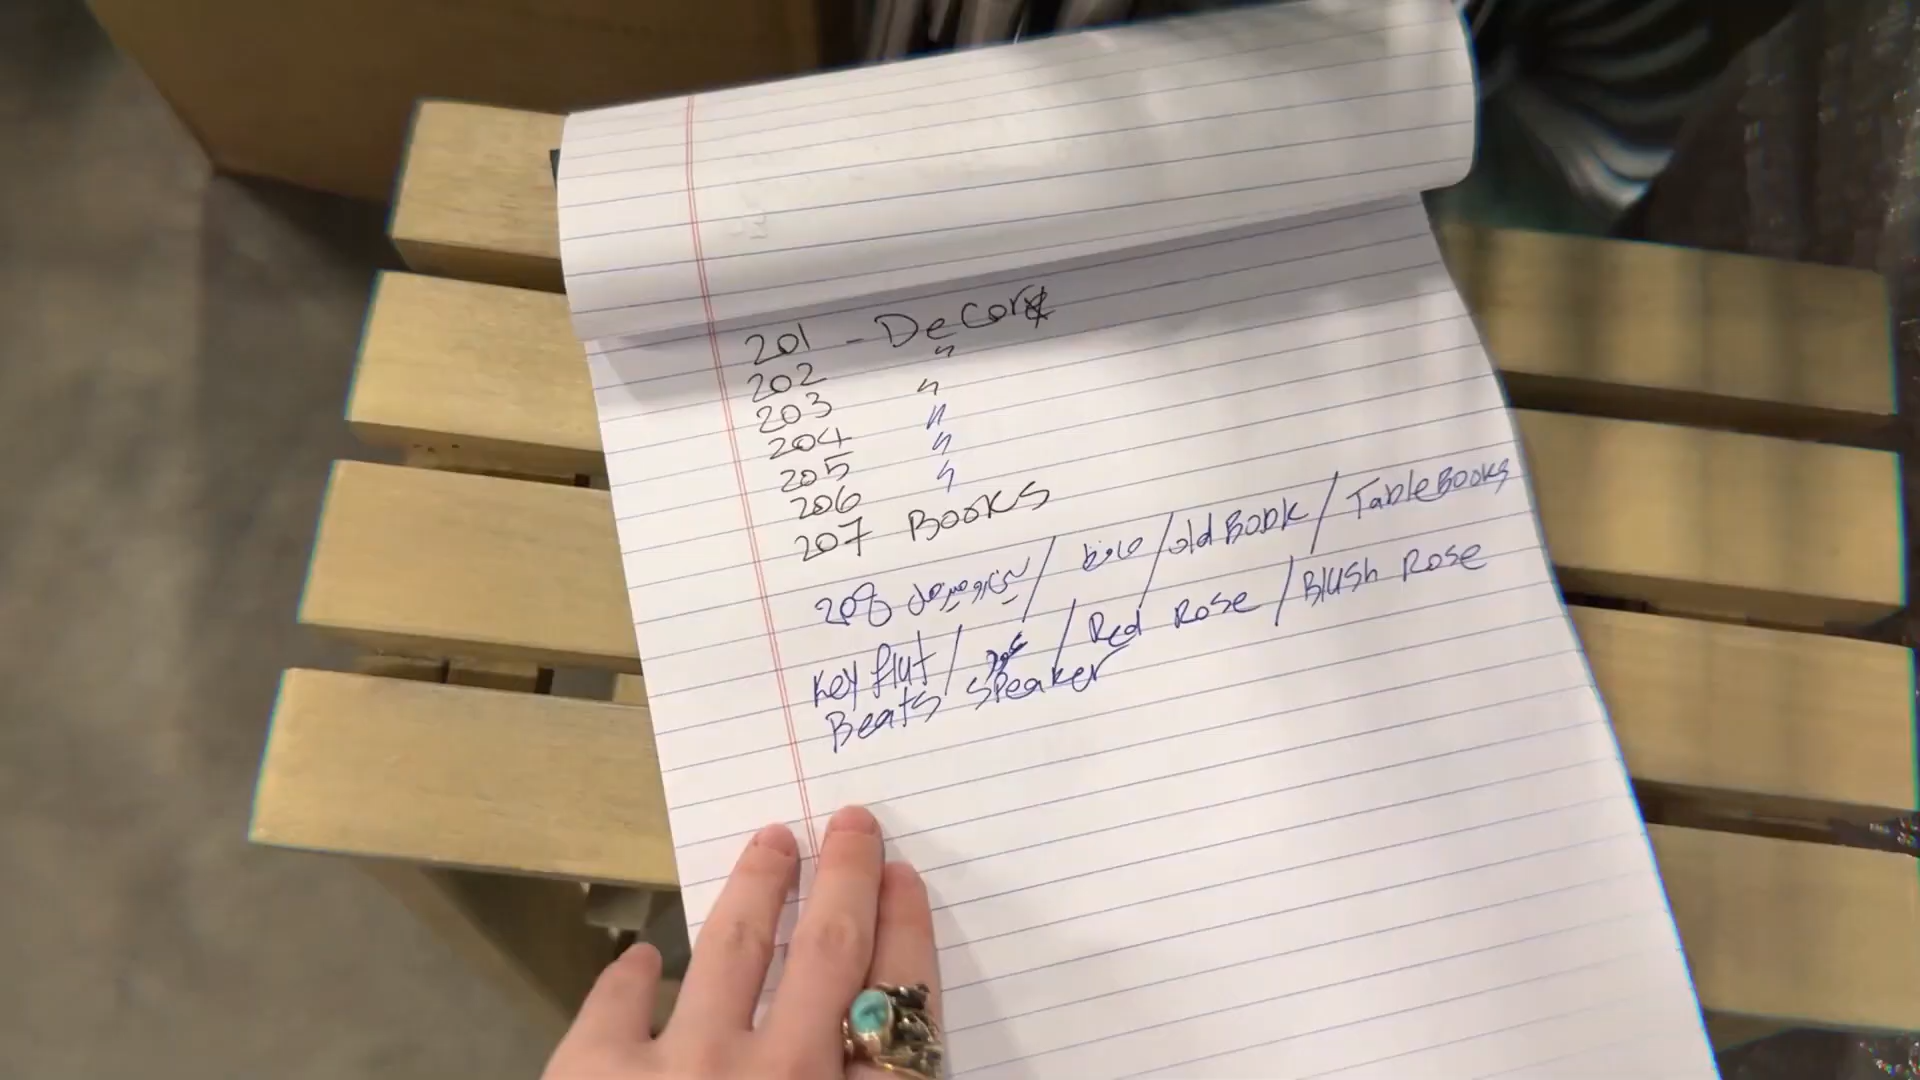 201 - Decor
202 "
203 "
204 "
205 "
206 "
207 Books
208 / / old Book / Table Books
Key flut / / Red Rose / Blush Rose
Beats speaker